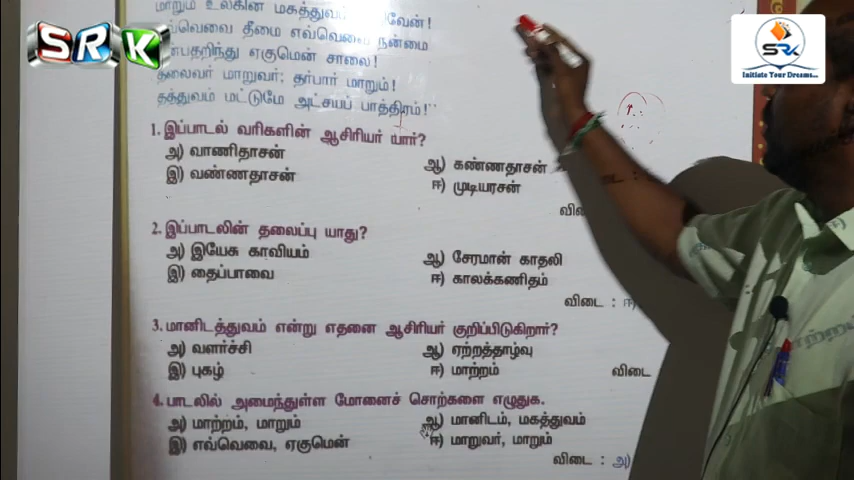 மாறும் உலகின் மகத்துவம்
எவ்வெவை தீமை எவ்வெவை நன்மை
என்பதறிந்து ஏகுமென் சாலை!
தலைவர் மாறுவர்; தர்பார் மாறும்!
தத்துவம் மட்டுமே அட்சயப் பாத்திரம்!"
1. இப்பாடல் வரிகளின் ஆசிரியர் யார்?
அ) வாணிதாசன்
ஆ) கண்ணதாசன்
இ) வண்ணதாசன்
ஈ) முடியரசன்
2. இப்பாடலின் தலைப்பு யாது?
அ) இயேசு காவியம்
ஆ) சேரமான் காதலி
இ) தைப்பாவை
ஈ) காலக்கணிதம்
விடை : ஈ)
3. மானிடத்துவம் என்று எதனை ஆசிரியர் குறிப்பிடுகிறார்?
அ) வளர்ச்சி
ஆ) ஏற்றத்தாழ்வு
இ) புகழ்
ஈ) மாற்றம்
விடை
4. பாடலில் அமைந்துள்ள மோனைச் சொற்களை எழுதுக.
அ) மாற்றம், மாறும்
ஆ) மானிடம், மகத்துவம்
இ) எவ்வெவை, ஏகுமென்
ஈ) மாறுவர், மாறும்
விடை : அ)
SRK
SRK
Initiate Your Dreams...